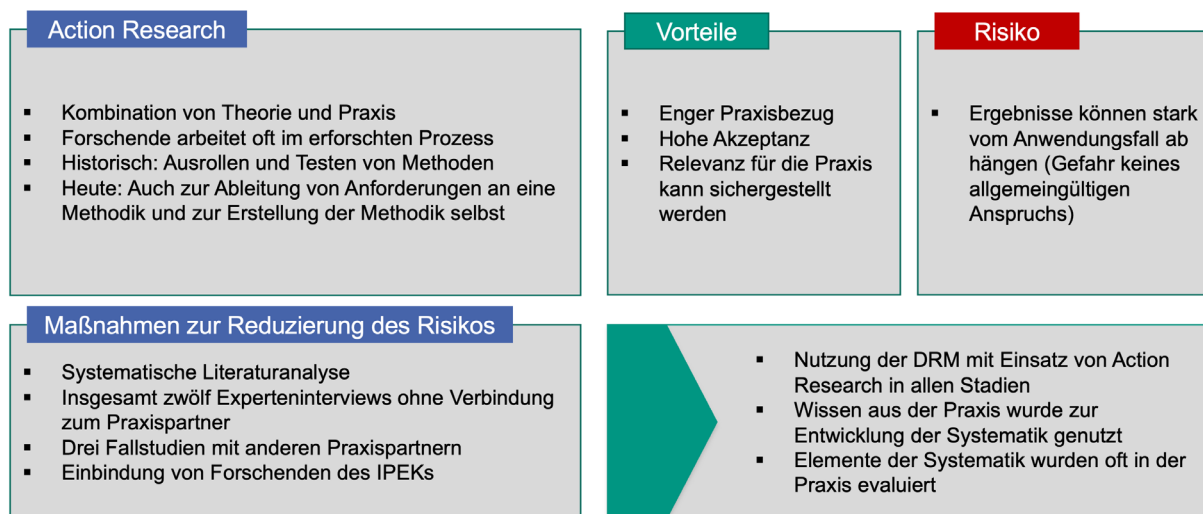 Action Research
▪ Kombination von Theorie und Praxis
▪ Forschende arbeitet oft im erforschten Prozess
▪ Historisch: Ausrollen und Testen von Methoden
▪ Heute: Auch zur Ableitung von Anforderungen an eine
Methodik und zur Erstellung der Methodik selbst
Vorteile
▪ Enger Praxisbezug
▪ Hohe Akzeptanz
▪ Relevanz für die Praxis
kann sichergestellt
werden
Risiko
▪ Ergebnisse können stark
vom Anwendungsfall ab
hängen (Gefahr keines
allgemeingültigen
Anspruchs)
Maßnahmen zur Reduzierung des Risikos
▪ Systematische Literaturanalyse
▪ Insgesamt zwölf Experteninterviews ohne Verbindung
zum Praxispartner
▪ Drei Fallstudien mit anderen Praxispartnern
▪ Einbindung von Forschenden des IPEKs
▪ Nutzung der DRM mit Einsatz von Action
Research in allen Stadien
▪ Wissen aus der Praxis wurde zur
Entwicklung der Systematik genutzt
▪ Elemente der Systematik wurden oft in der
Praxis evaluiert